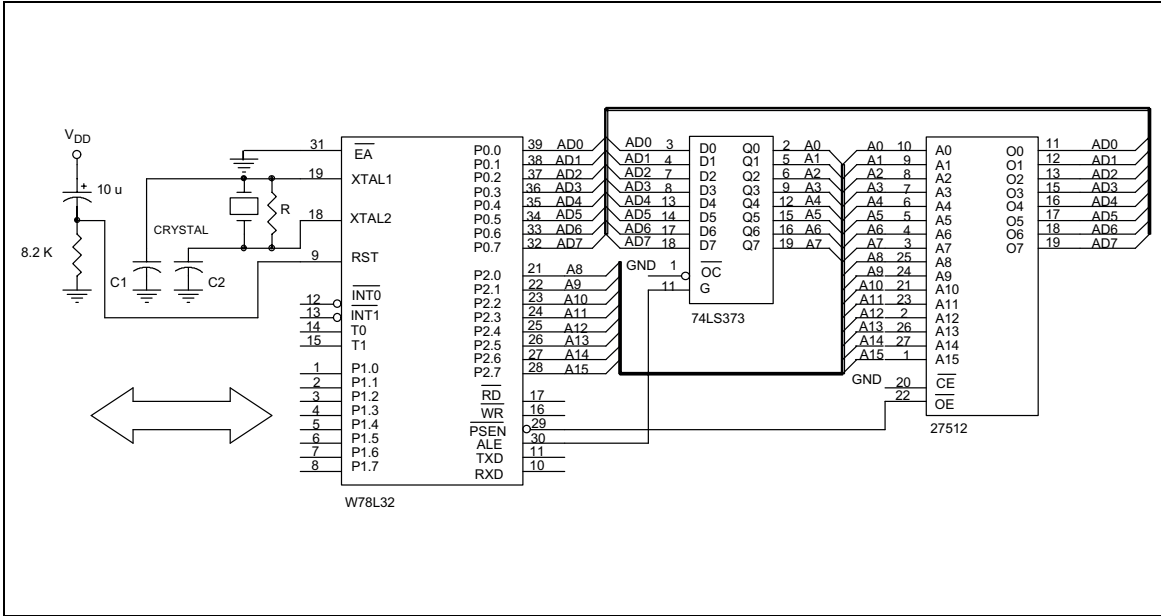 VDD
10 u
8.2 K
C1
C2
CRYSTAL
R
31 EA
19 XTAL1
18 XTAL2
9 RST
12 INT0
13 INT1
14 T0
15 T1
1 P1.0
2 P1.1
3 P1.2
4 P1.3
5 P1.4
6 P1.5
7 P1.6
8 P1.7
P0.0 39 AD0
P0.1 38 AD1
P0.2 37 AD2
P0.3 36 AD3
P0.4 35 AD4
P0.5 34 AD5
P0.6 33 AD6
P0.7 32 AD7
P2.0 21 A8
P2.1 22 A9
P2.2 23 A10
P2.3 24 A11
P2.4 25 A12
P2.5 26 A13
P2.6 27 A14
P2.7 28 A15
RD 17
WR 16
PSEN 29
ALE 30
TXD 11
RXD 10
W78L32
AD0 3 D0 Q0 2 A0
AD1 4 D1 Q1 5 A1
AD2 7 D2 Q2 6 A2
AD3 8 D3 Q3 9 A3
AD4 13 D4 Q4 12 A4
AD5 14 D5 Q5 15 A5
AD6 17 D6 Q6 16 A6
AD7 18 D7 Q7 19 A7
GND 1 OC
11 G
74LS373
A0 10 A0 O0 11 AD0
A1 9 A1 O1 12 AD1
A2 8 A2 O2 13 AD2
A3 7 A3 O3 15 AD3
A4 6 A4 O4 16 AD4
A5 5 A5 O5 17 AD5
A6 4 A6 O6 18 AD6
A7 3 A7 O7 19 AD7
A8 25 A8
A9 24 A9
A10 21 A10
A11 23 A11
A12 2 A12
A13 26 A13
A14 27 A14
A15 1 A15
GND 20 CE
22 OE
27512